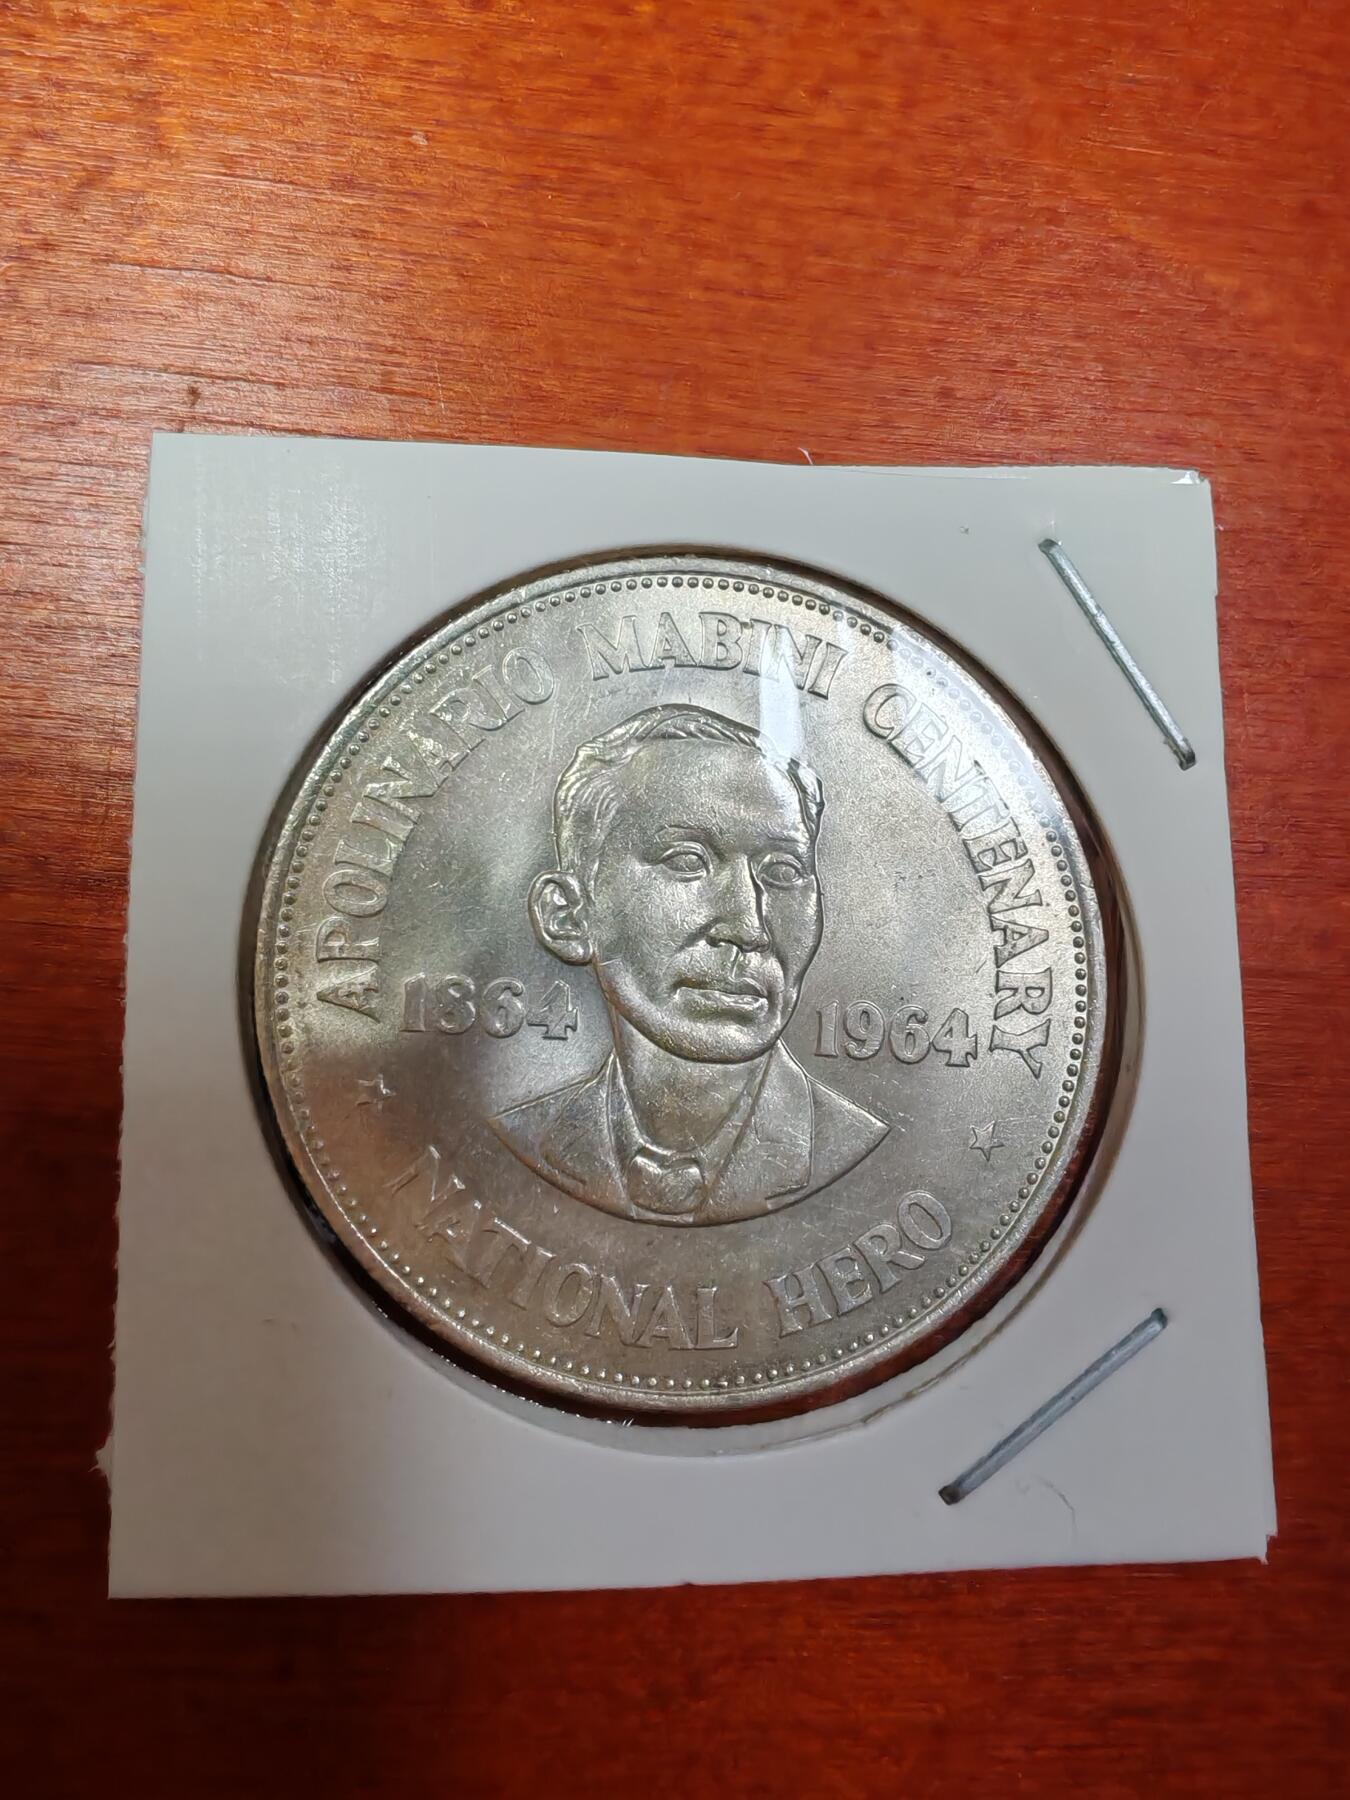 APOLINARIO MABINI CENTENARY
1864 1964
NATIONAL HERO